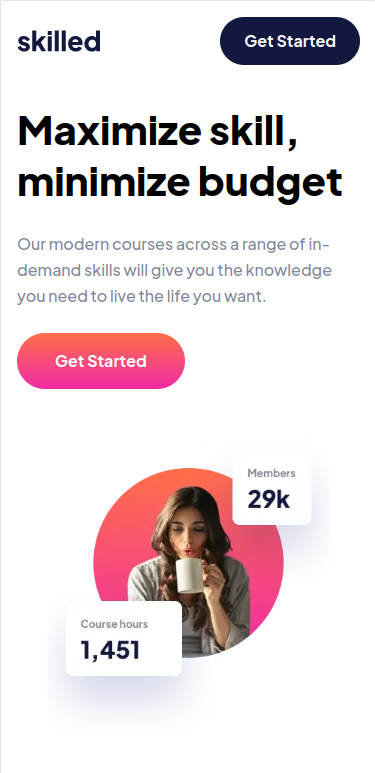 skilled
Get Started
Maximize skill,
minimize budget
Our modern courses across a range of in-
demand skills will give you the knowledge
you need to live the life you want.
Get Started
Members
29k
Course hours
1,451